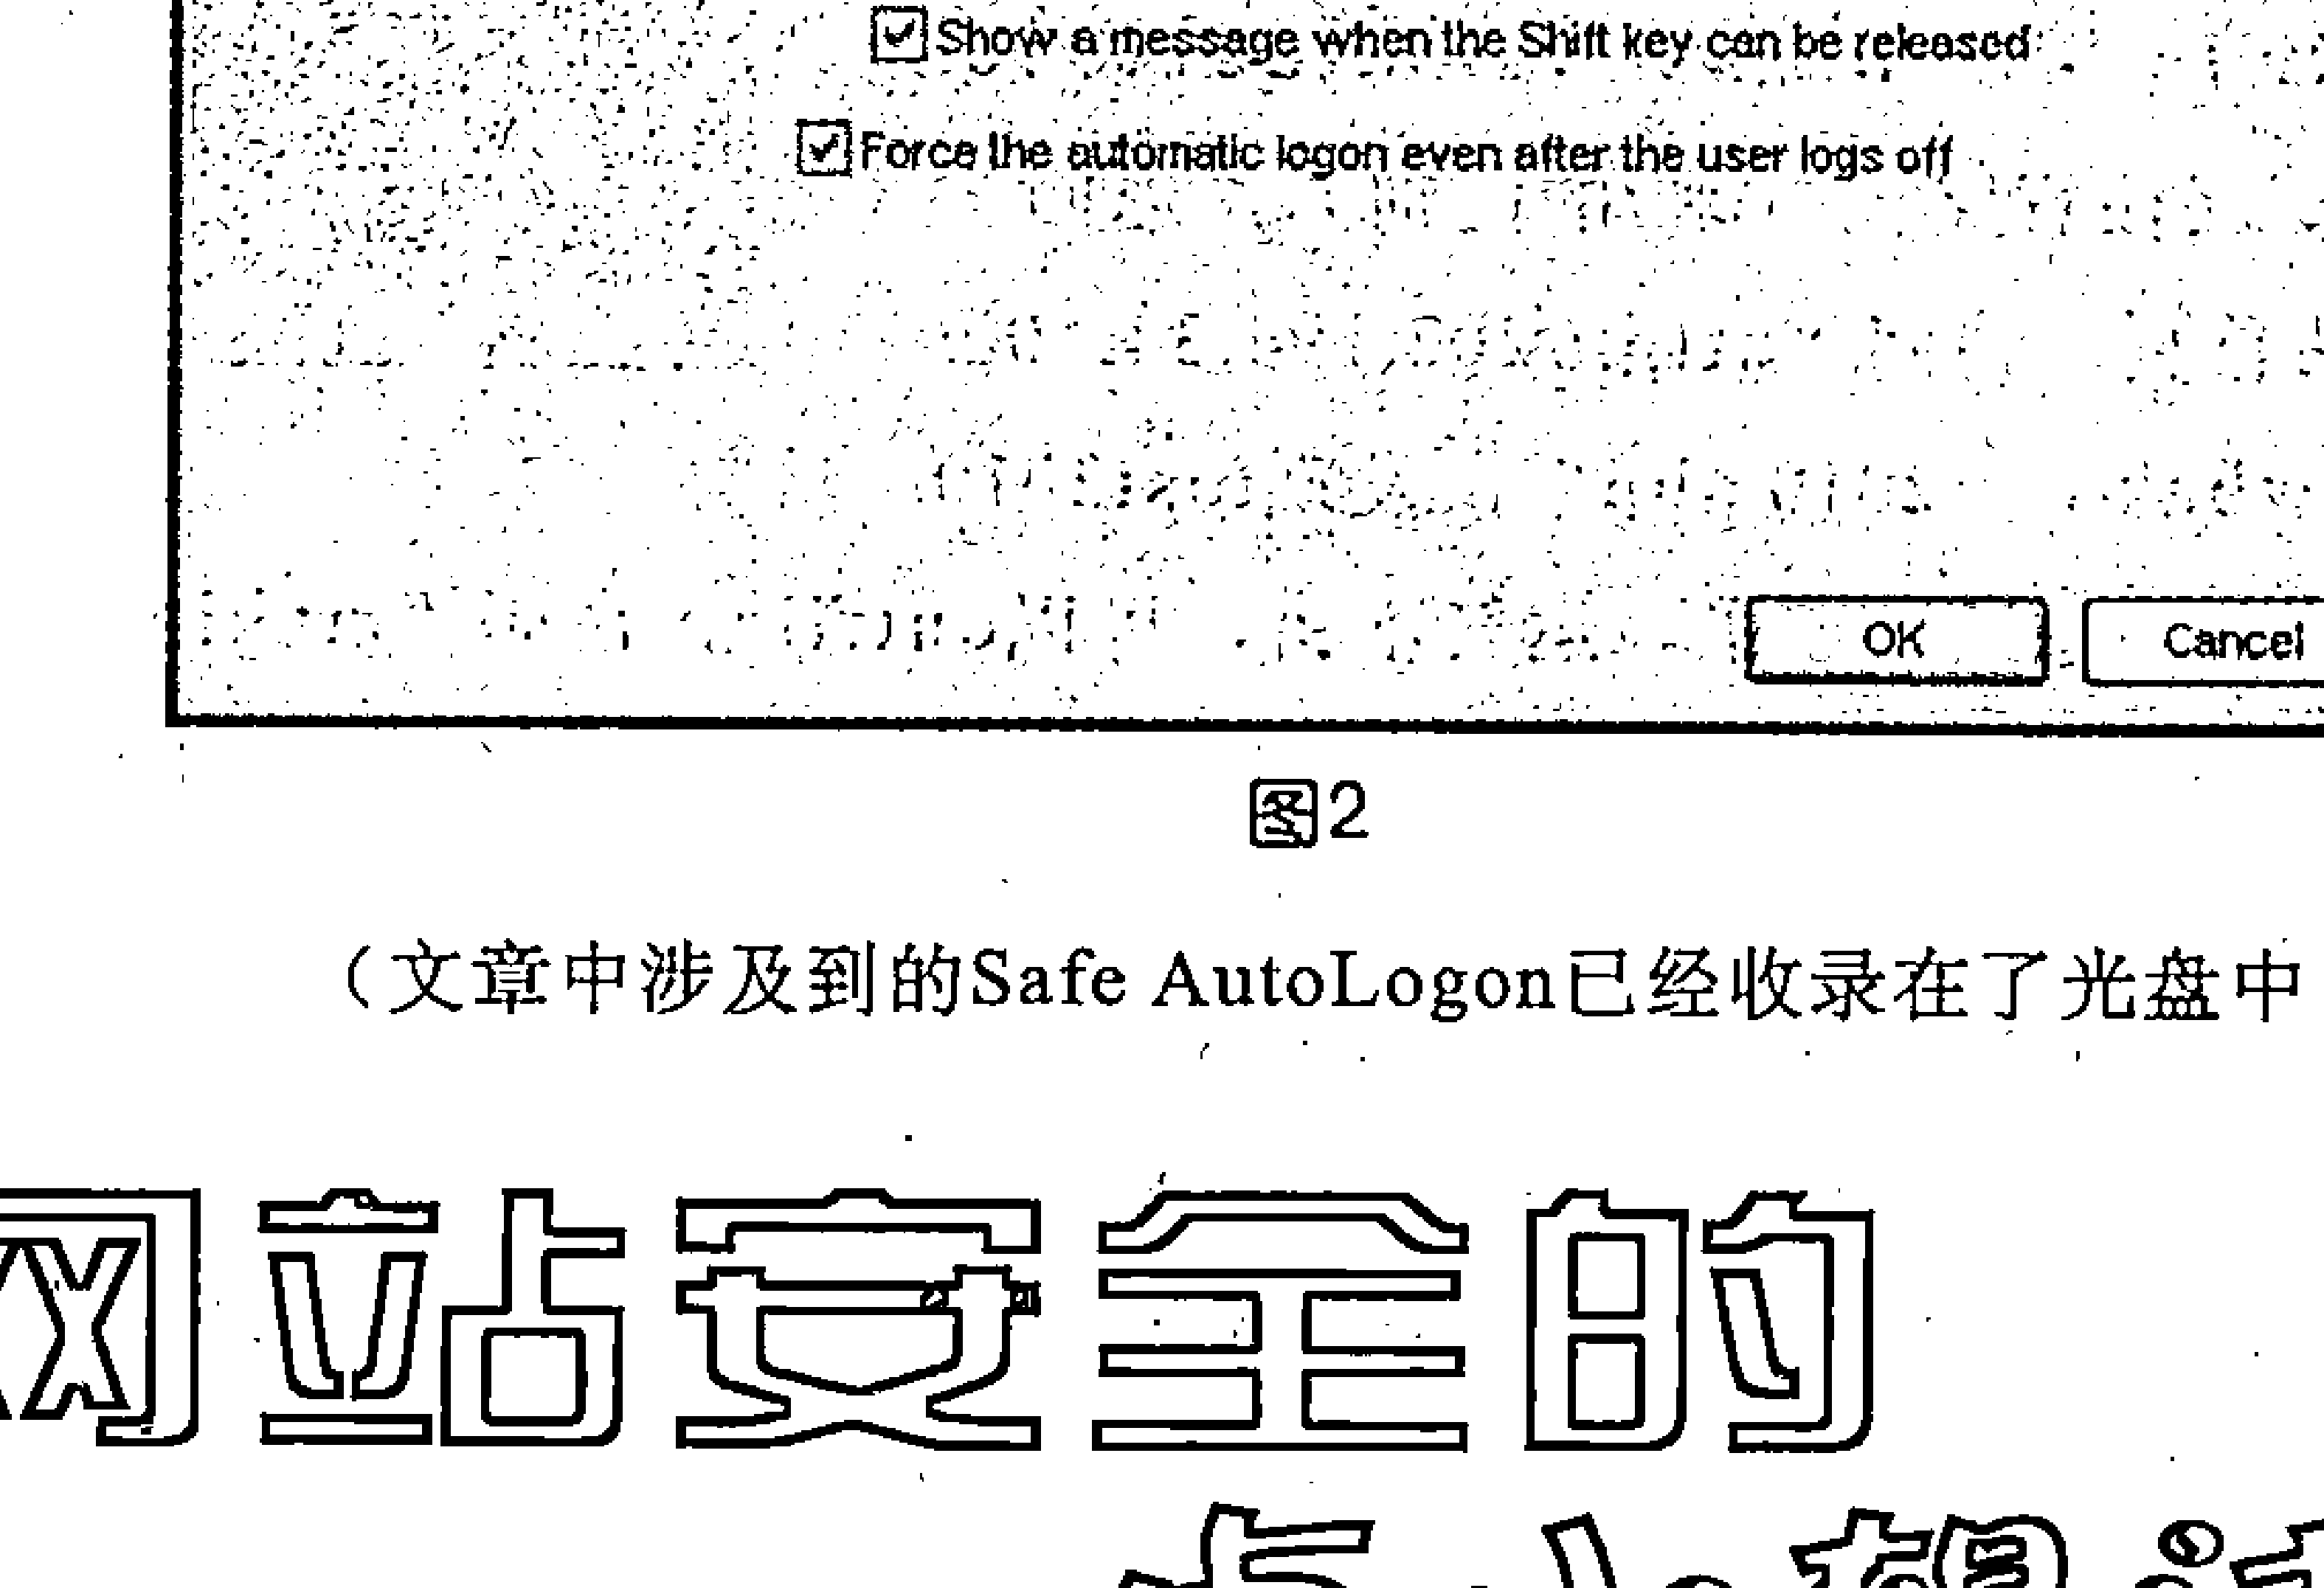 Show a message when the Shift key can be released
Force the automatic logon even after the user logs off
OK Cancel
图2
（文章中涉及到的Safe AutoLogon已经收录在了光盘中
网站安全的